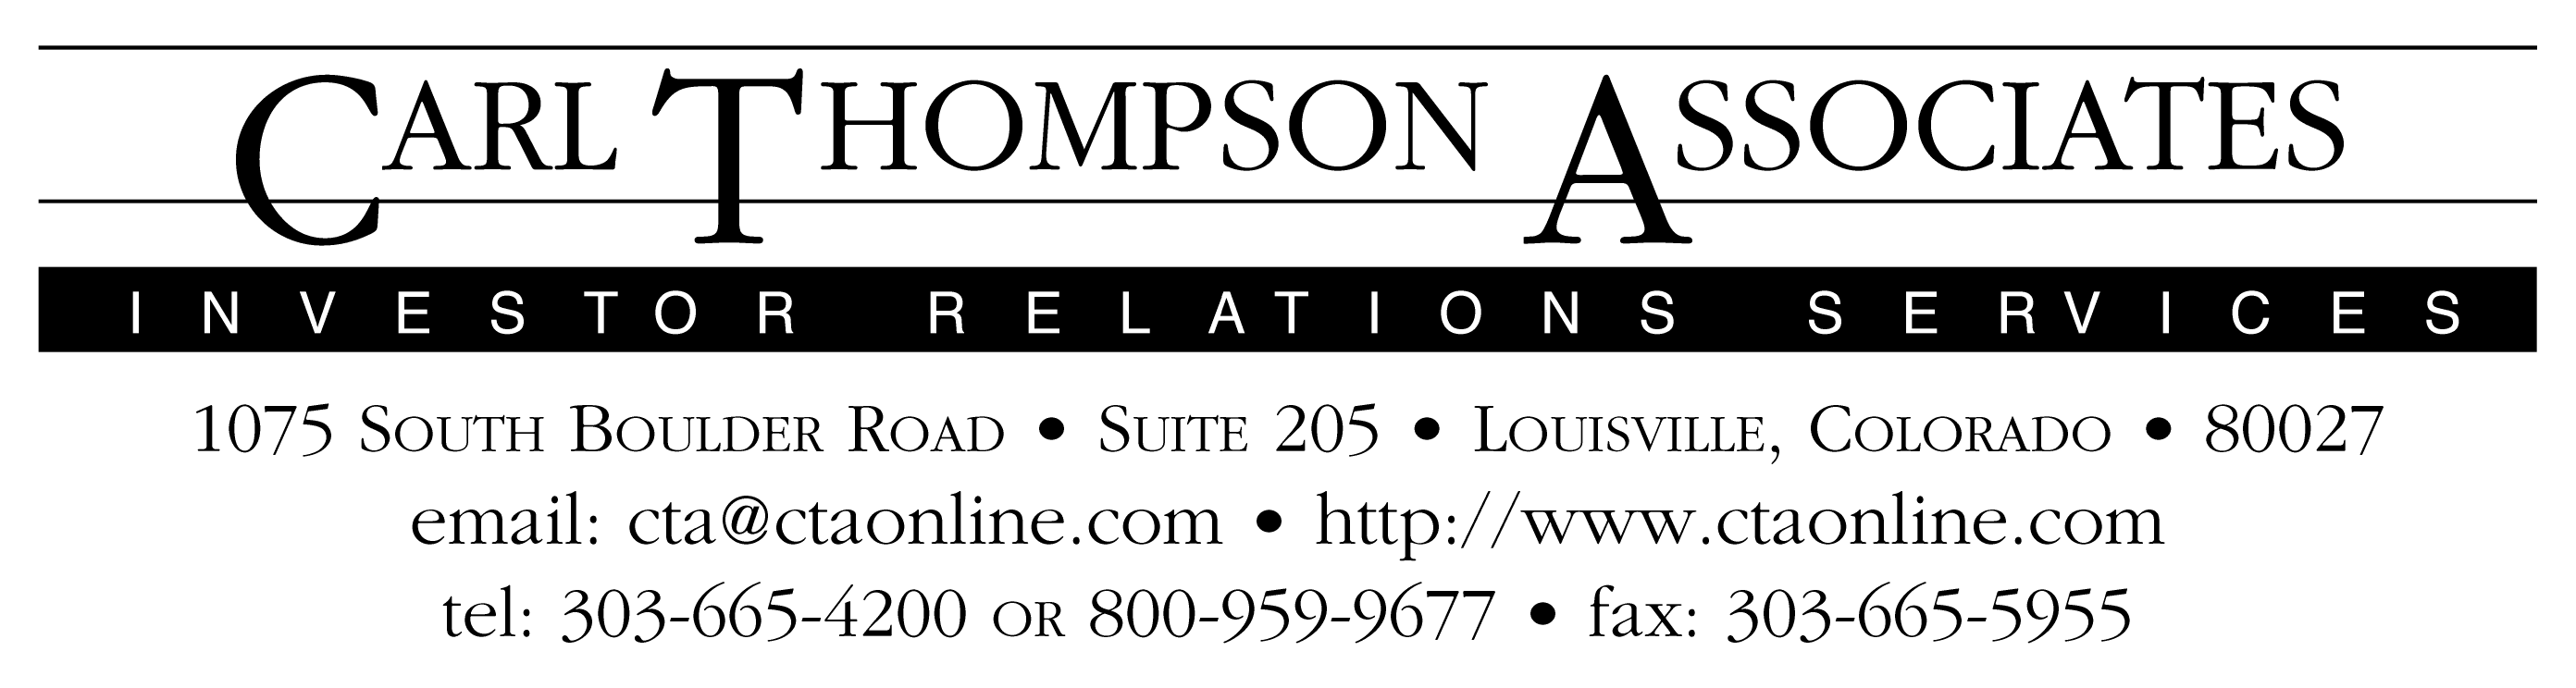 CARL THOMPSON ASSOCIATES
INVESTOR RELATIONS SERVICES
1075 SOUTH BOULDER ROAD • SUITE 205 • LOUISVILLE, COLORADO • 80027
email: cta@ctaonline.com • http://www.ctaonline.com
tel: 303-665-4200 OR 800-959-9677 • fax: 303-665-5955